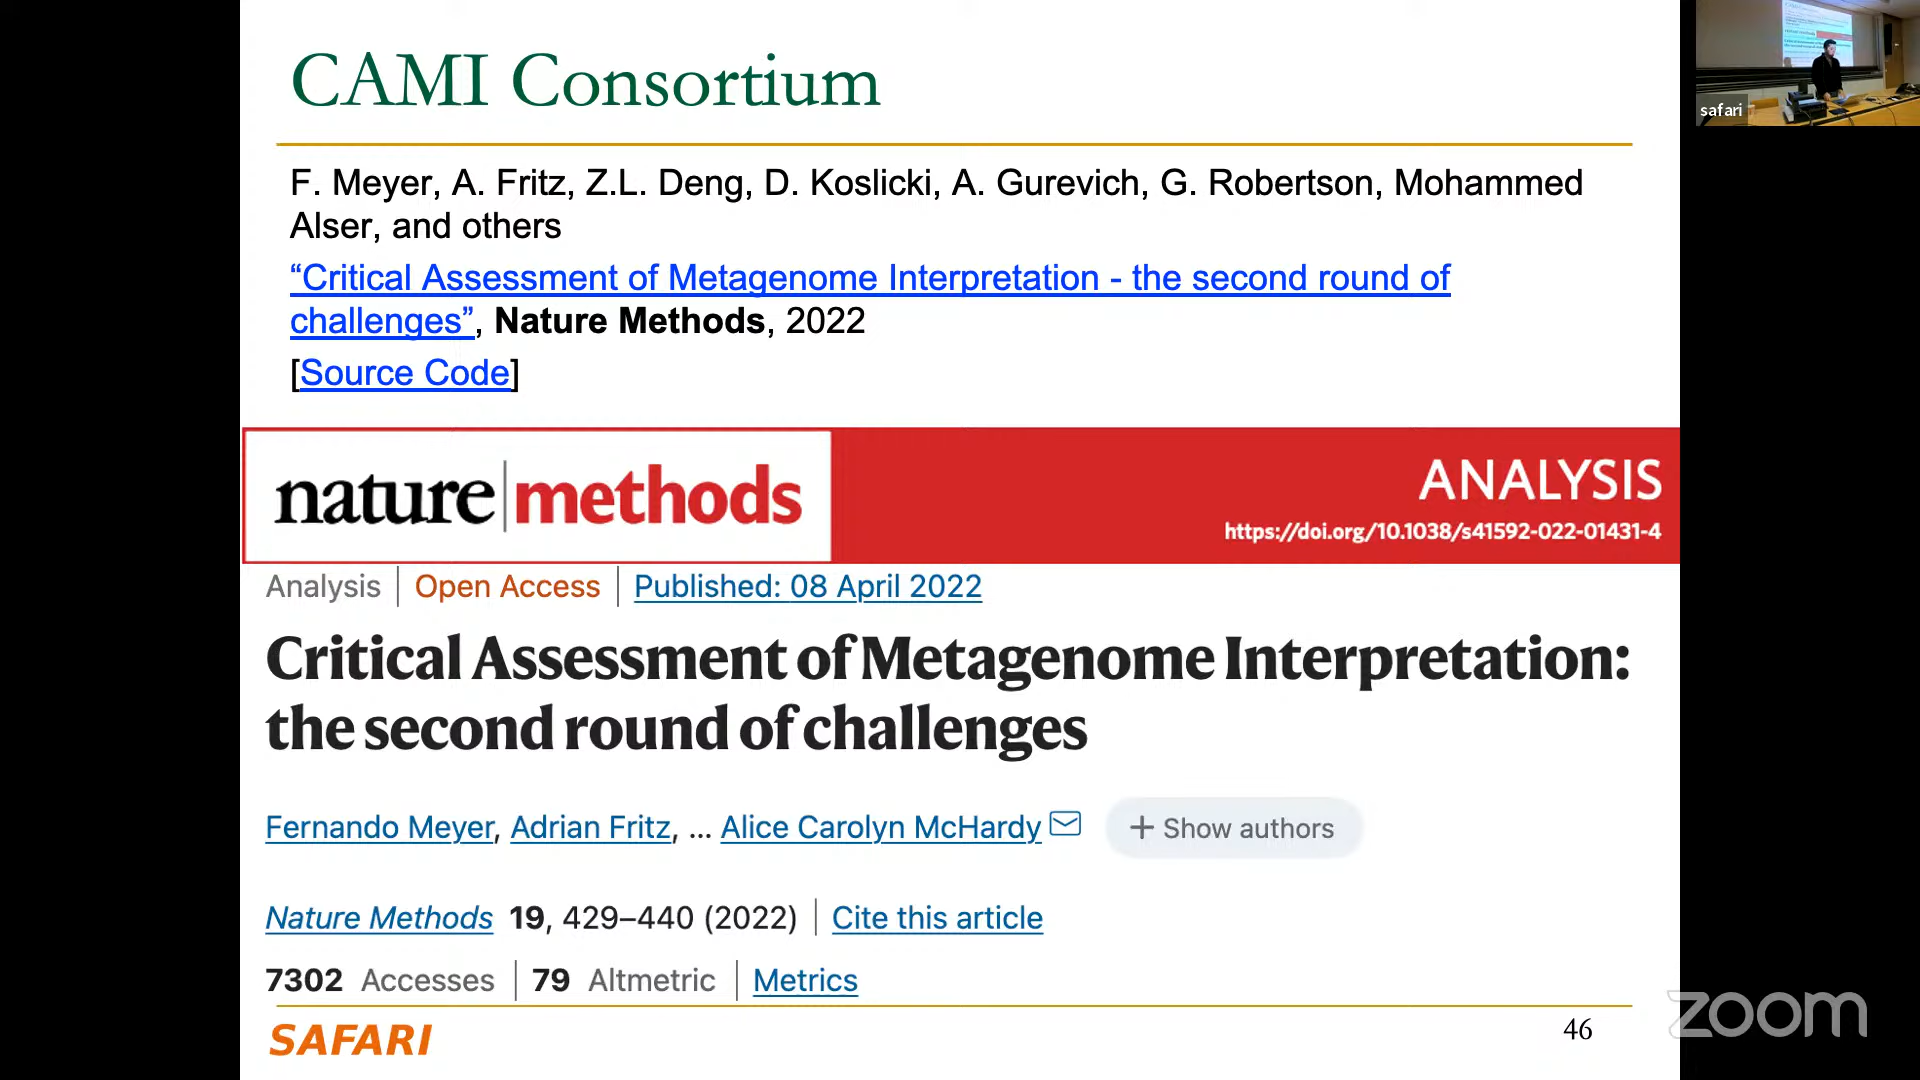 CAMI Consortium
F. Meyer, A. Fritz, Z.L. Deng, D. Koslicki, A. Gurevich, G. Robertson, Mohammed
Alser, and others
“Critical Assessment of Metagenome Interpretation - the second round of
challenges”, Nature Methods, 2022
[Source Code]
nature methods
ANALYSIS
https://doi.org/10.1038/s41592-022-01431-4
Analysis | Open Access | Published: 08 April 2022
Critical Assessment of Metagenome Interpretation:
the second round of challenges
Fernando Meyer, Adrian Fritz, ... Alice Carolyn McHardy + Show authors
Nature Methods 19, 429–440 (2022) | Cite this article
7302 Accesses | 79 Altmetric | Metrics
SAFARI
46
zoom
safari